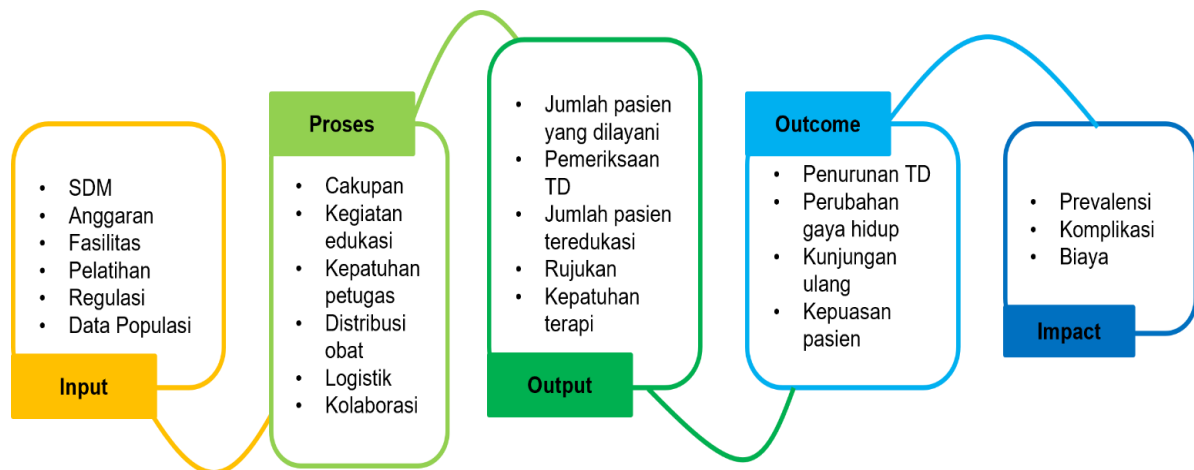 • SDM
• Anggaran
• Fasilitas
• Pelatihan
• Regulasi
• Data Populasi
Input
Proses
• Cakupan
• Kegiatan
edukasi
• Kepatuhan
petugas
• Distribusi
obat
• Logistik
• Kolaborasi
• Jumlah pasien
yang dilayani
• Pemeriksaan
TD
• Jumlah pasien
teredukasi
• Rujukan
• Kepatuhan
terapi
Output
Outcome
• Penurunan TD
• Perubahan
gaya hidup
• Kunjungan
ulang
• Kepuasan
pasien
• Prevalensi
• Komplikasi
• Biaya
Impact